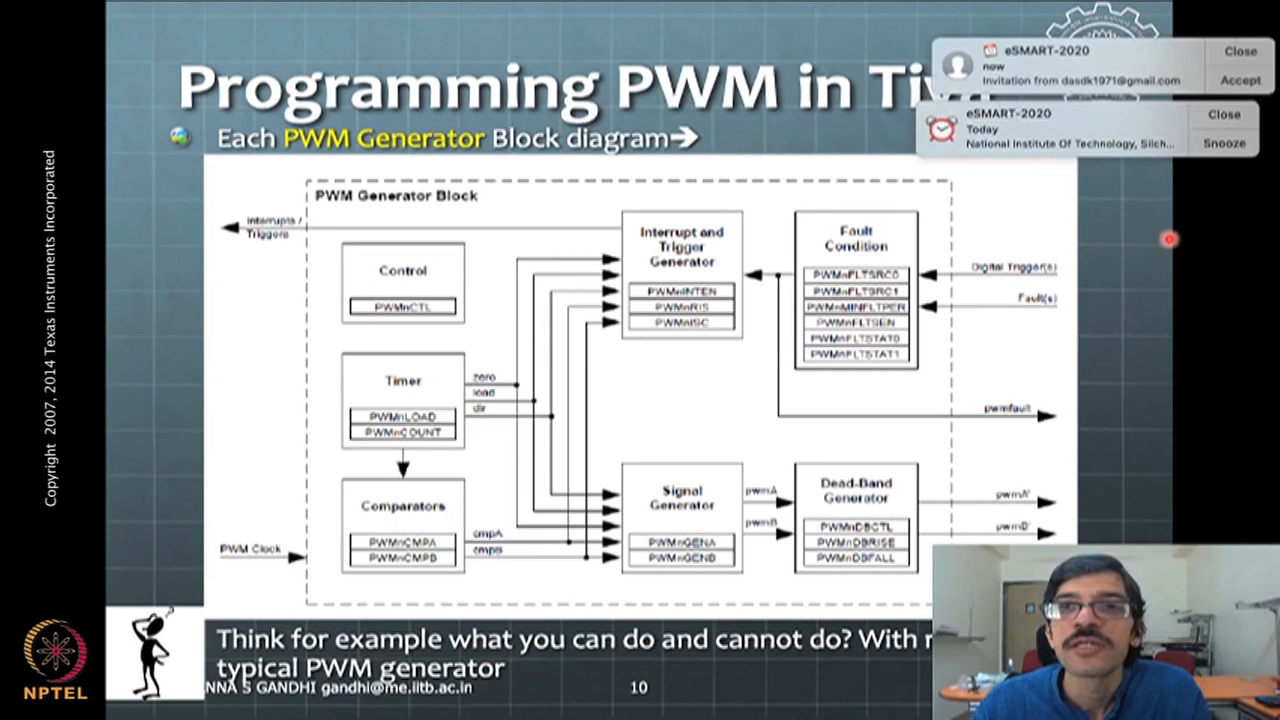 Programming PWM in Tiv
Each PWM Generator Block diagram
eSMART-2020
now
Invitation from dasdk1971@gmail.com
Close
Accept
eSMART-2020
Today
National Institute Of Technology, Silch...
Close
Snooze
Copyright 2007, 2014 Texas Instruments Incorporated
PWM Generator Block
Interrupts /
Triggers
Control
PWMnCTL
Timer
PWMnLOAD
PWMnCOUNT
zero
load
dir
Comparators
PWMnCMPA
PWMnCMPB
cmpA
cmpB
PWM Clock
Interrupt and
Trigger
Generator
PWMnINTEN
PWMnRIS
PWMnISC
Fault
Condition
PWMnFLTSRC0
PWMnFLTSRC1
PWMnMINFLTPER
PWMnFLTSEN
PWMnFLTSTAT0
PWMnFLTSTAT1
Digital Trigger(s)
Fault(s)
pwmfault
Signal
Generator
PWMnGENA
PWMnGENB
pwmA
pwmB
Dead-Band
Generator
PWMnDBCTL
PWMnDBRISE
PWMnDBFALL
pwmA'
pwmB'
Think for example what you can do and cannot do? With
typical PWM generator
NNA S GANDHI gandhi@me.iitb.ac.in
10
NPTEL